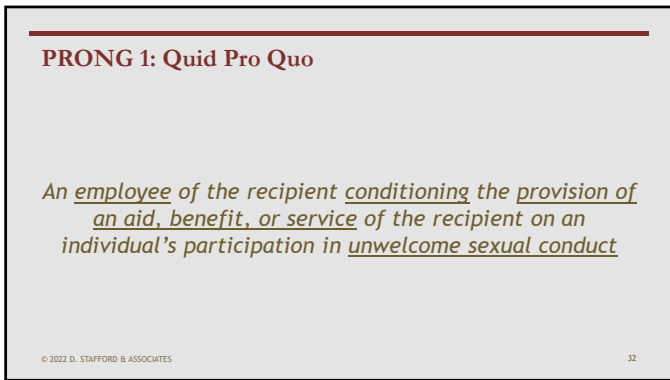 PRONG 1: Quid Pro Quo
An employee of the recipient conditioning the provision of
an aid, benefit, or service of the recipient on an
individual’s participation in unwelcome sexual conduct
© 2022 D. STAFFORD & ASSOCIATES
32